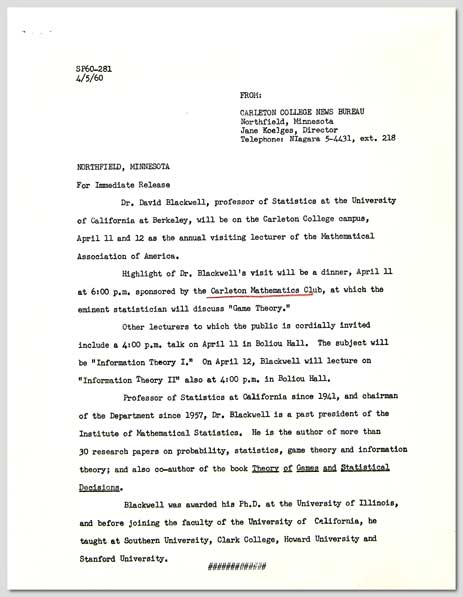 SP60-281
4/5/60
FROM:
CARLETON COLLEGE NEWS BUREAU
Northfield, Minnesota
Jane Koelges, Director
Telephone: NIagara 5-4431, ext. 218
NORTHFIELD, MINNESOTA
For Immediate Release
Dr. David Blackwell, professor of Statistics at the University
of California at Berkeley, will be on the Carleton College campus,
April 11 and 12 as the annual visiting lecturer of the Mathematical
Association of America.
Highlight of Dr. Blackwell's visit will be a dinner, April 11
at 6:00 p.m. sponsored by the Carleton Mathematics Club, at which the
eminent statistician will discuss "Game Theory."
Other lecturers to which the public is cordially invited
include a 4:00 p.m. talk on April 11 in Boliou Hall. The subject will
be "Information Theory I." On April 12, Blackwell will lecture on
"Information Theory II" also at 4:00 p.m. in Boliou Hall.
Professor of Statistics at California since 1941, and chairman
of the Department since 1957, Dr. Blackwell is a past president of the
Institute of Mathematical Statistics. He is the author of more than
30 research papers on probability, statistics, game theory and information
theory; and also co-author of the book Theory of Games and Statistical
Decisions.
Blackwell was awarded his Ph.D. at the University of Illinois,
and before joining the faculty of the University of California, he
taught at Southern University, Clark College, Howard University and
Stanford University.
############